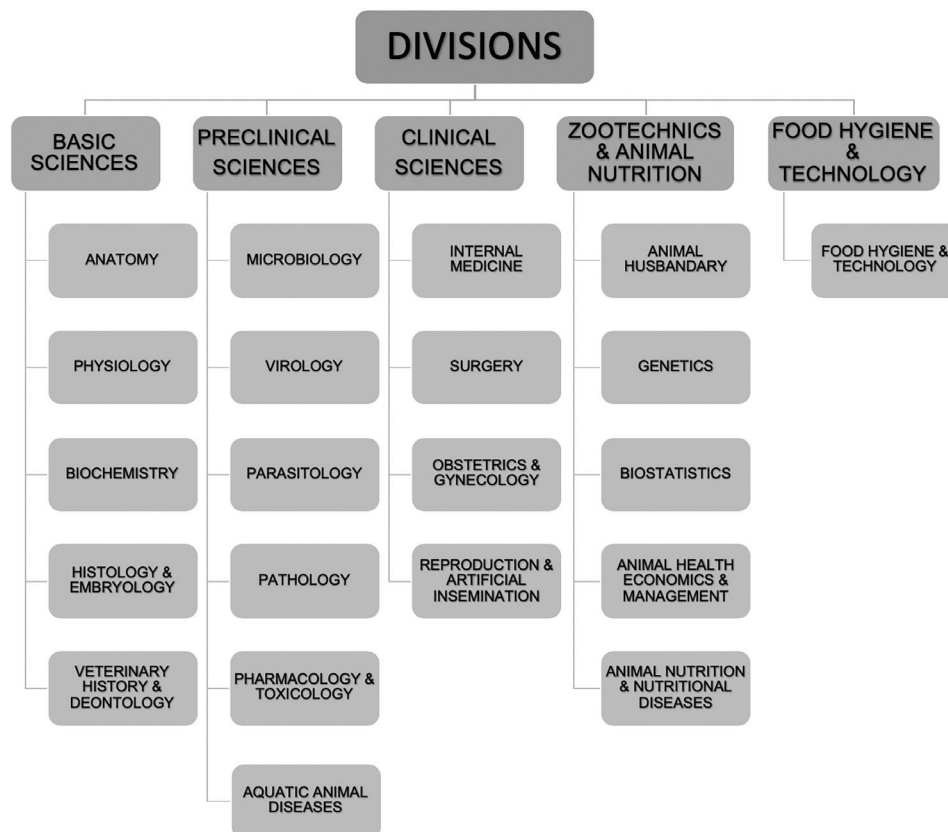 DIVISIONS
BASIC
SCIENCES
PRECLINICAL
SCIENCES
CLINICAL
SCIENCES
ZOOTECHNICS
& ANIMAL
NUTRITION
FOOD HYGIENE
&
TECHNOLOGY
ANATOMY
PHYSIOLOGY
BIOCHEMISTRY
HISTOLOGY &
EMBRYOLOGY
VETERINARY
HISTORY &
DEONTOLOGY
MICROBIOLOGY
VIROLOGY
PARASITOLOGY
PATHOLOGY
PHARMACOLOGY &
TOXICOLOGY
AQUATIC ANIMAL
DISEASES
INTERNAL
MEDICINE
SURGERY
OBSTETRICS &
GYNECOLOGY
REPRODUCTION &
ARTIFICIAL
INSEMINATION
ANIMAL
HUSBANDARY
GENETICS
BIOSTATISTICS
ANIMAL HEALTH
ECONOMICS &
MANAGEMENT
ANIMAL NUTRITION
& NUTRITIONAL
DISEASES
FOOD HYGIENE &
TECHNOLOGY